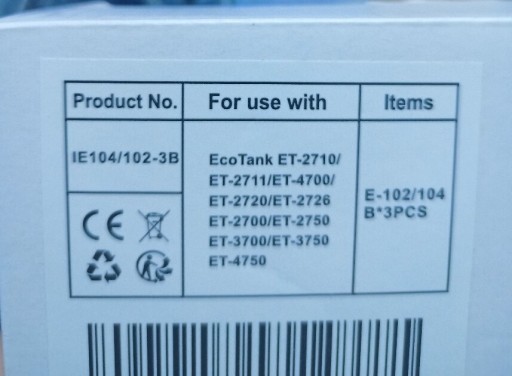 Product No. For use with Items
IE104/102-3B
EcoTank ET-2710/
ET-2711/ET-4700/
ET-2720/ET-2726
ET-2700/ET-2750
ET-3700/ET-3750
ET-4750
E-102/104
B*3PCS
CE